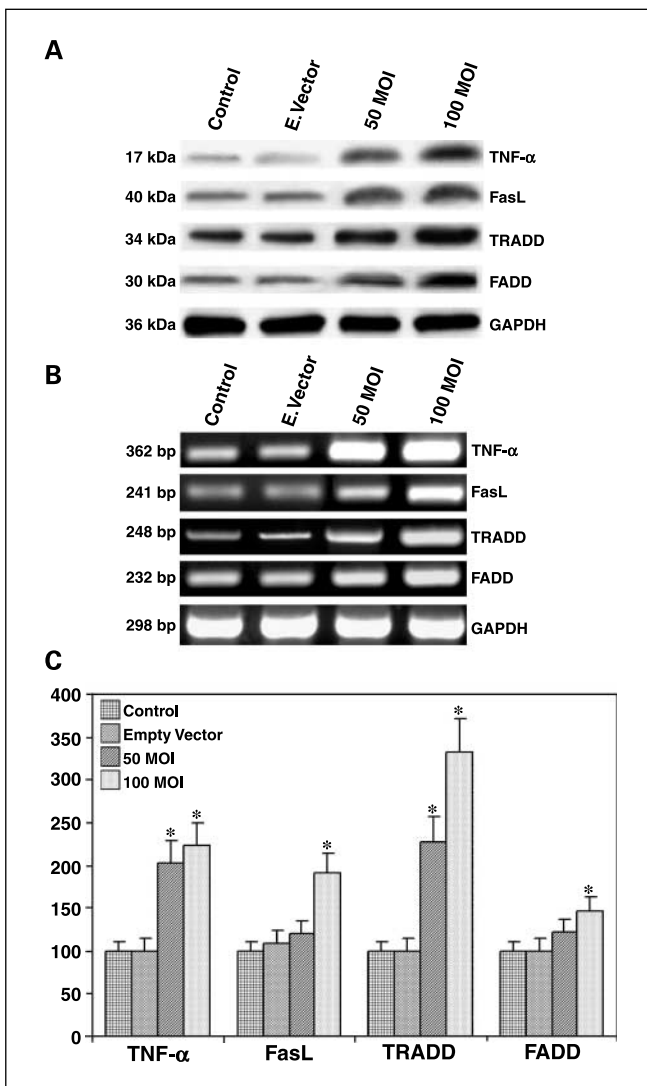 A
Control E.Vector 50 MOI 100 MOI
17 kDa TNF-α
40 kDa FasL
34 kDa TRADD
30 kDa FADD
36 kDa GAPDH
B
Control E.Vector 50 MOI 100 MOI
362 bp TNF-α
241 bp FasL
248 bp TRADD
232 bp FADD
298 bp GAPDH
C
400
350
300
250
200
150
100
50
0
Control
Empty Vector
50 MOI
100 MOI
* * * * * *
TNF-α FasL TRADD FADD